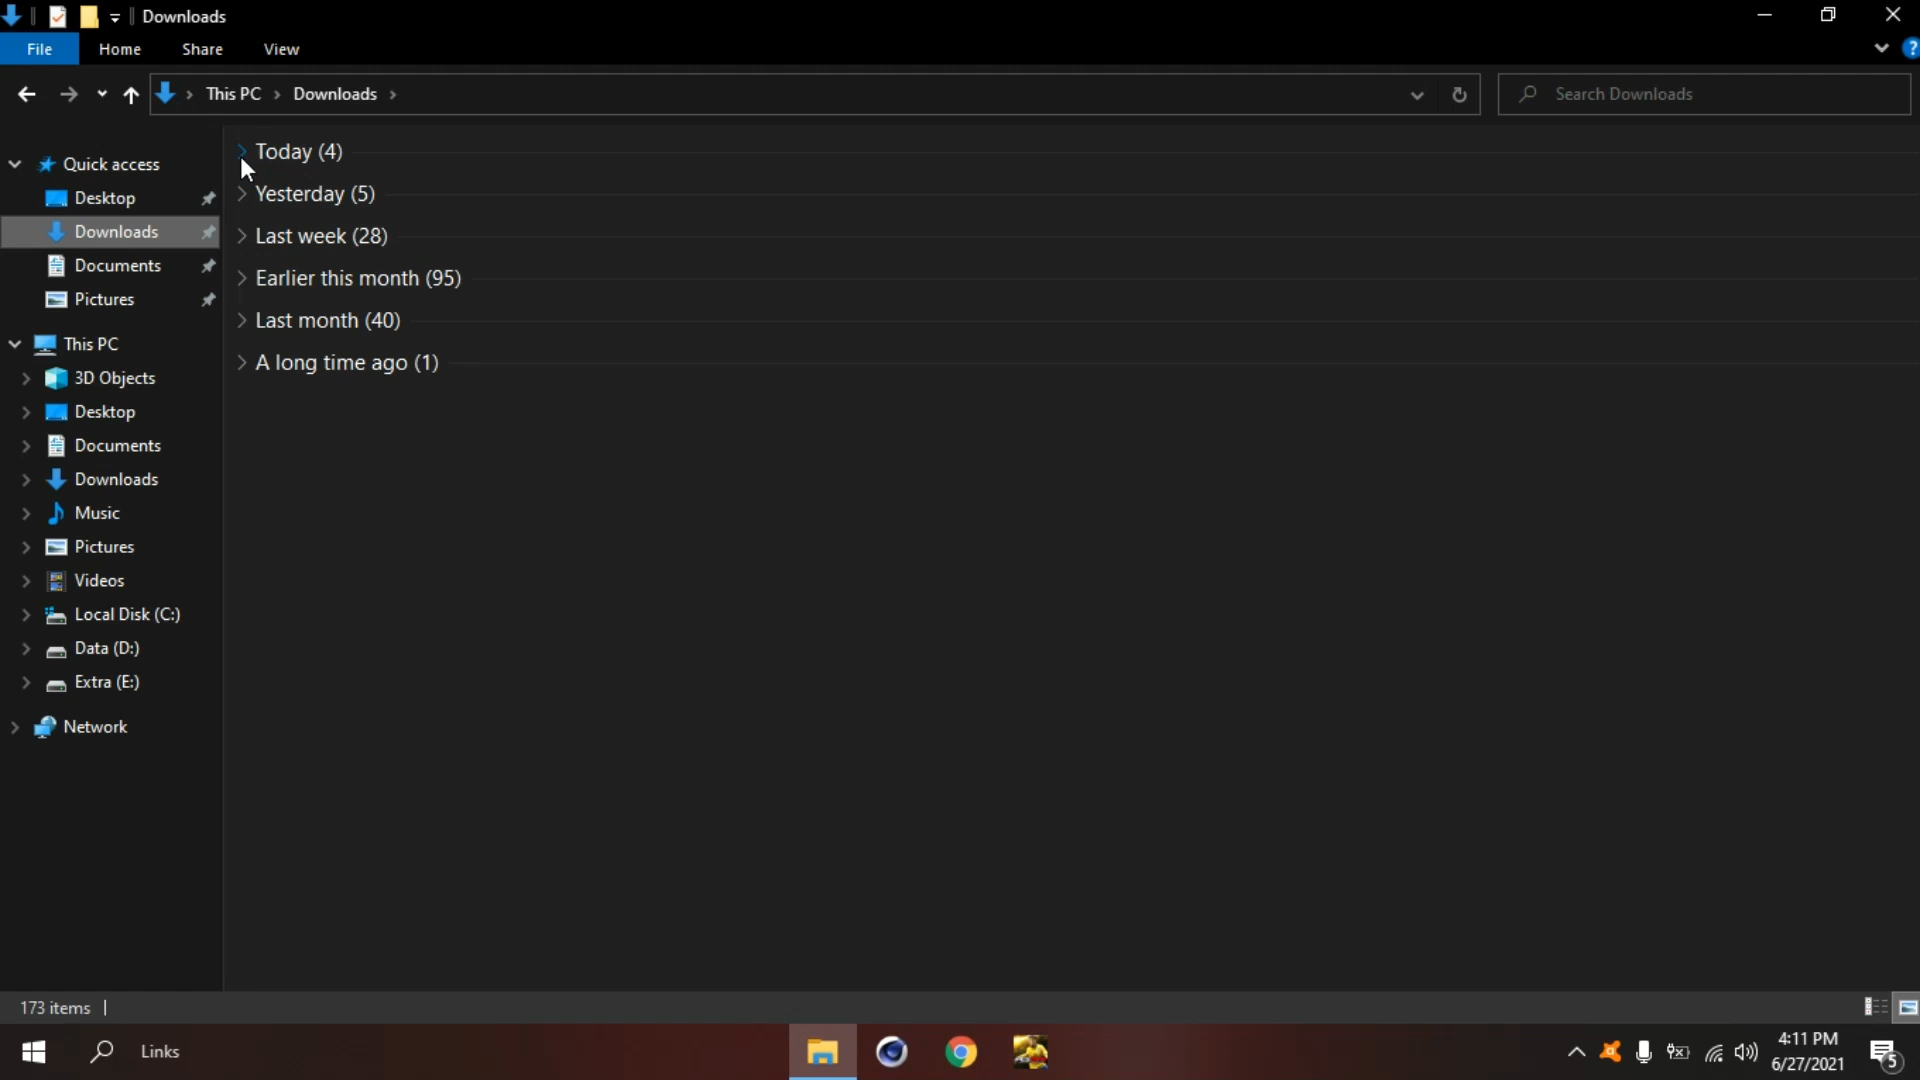 Downloads
File Home Share View ?
This PC Downloads Search Downloads
Quick access
Desktop
Downloads
Documents
Pictures
This PC
3D Objects
Desktop
Documents
Downloads
Music
Pictures
Videos
Local Disk (C:)
Data (D:)
Extra (E:)
Network
Today (4)
Yesterday (5)
Last week (28)
Earlier this month (95)
Last month (40)
A long time ago (1)
173 items
Links
4:11 PM
6/27/2021
5